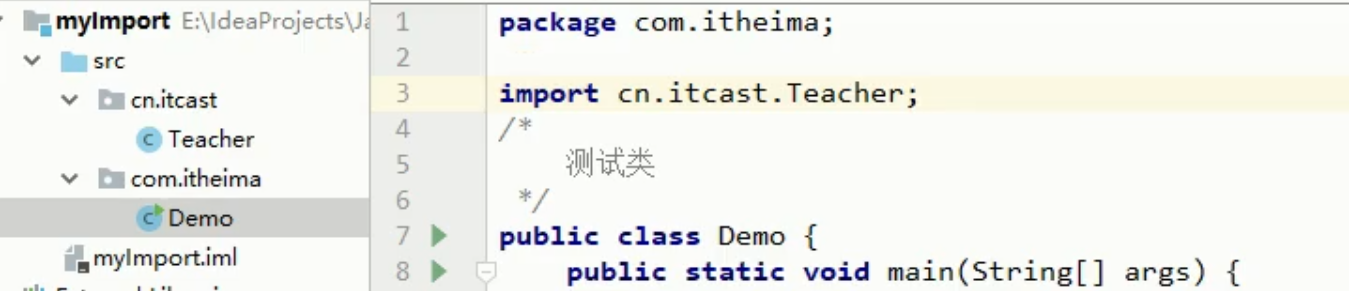 myImport E:\IdeaProjects\Ja
src
cn.itcast
Teacher
com.itheima
Demo
myImport.iml
1 package com.itheima;
2
3 import cn.itcast.Teacher;
4 /*
5 测试类
6 */
7 public class Demo {
8 public static void main(String[] args) {